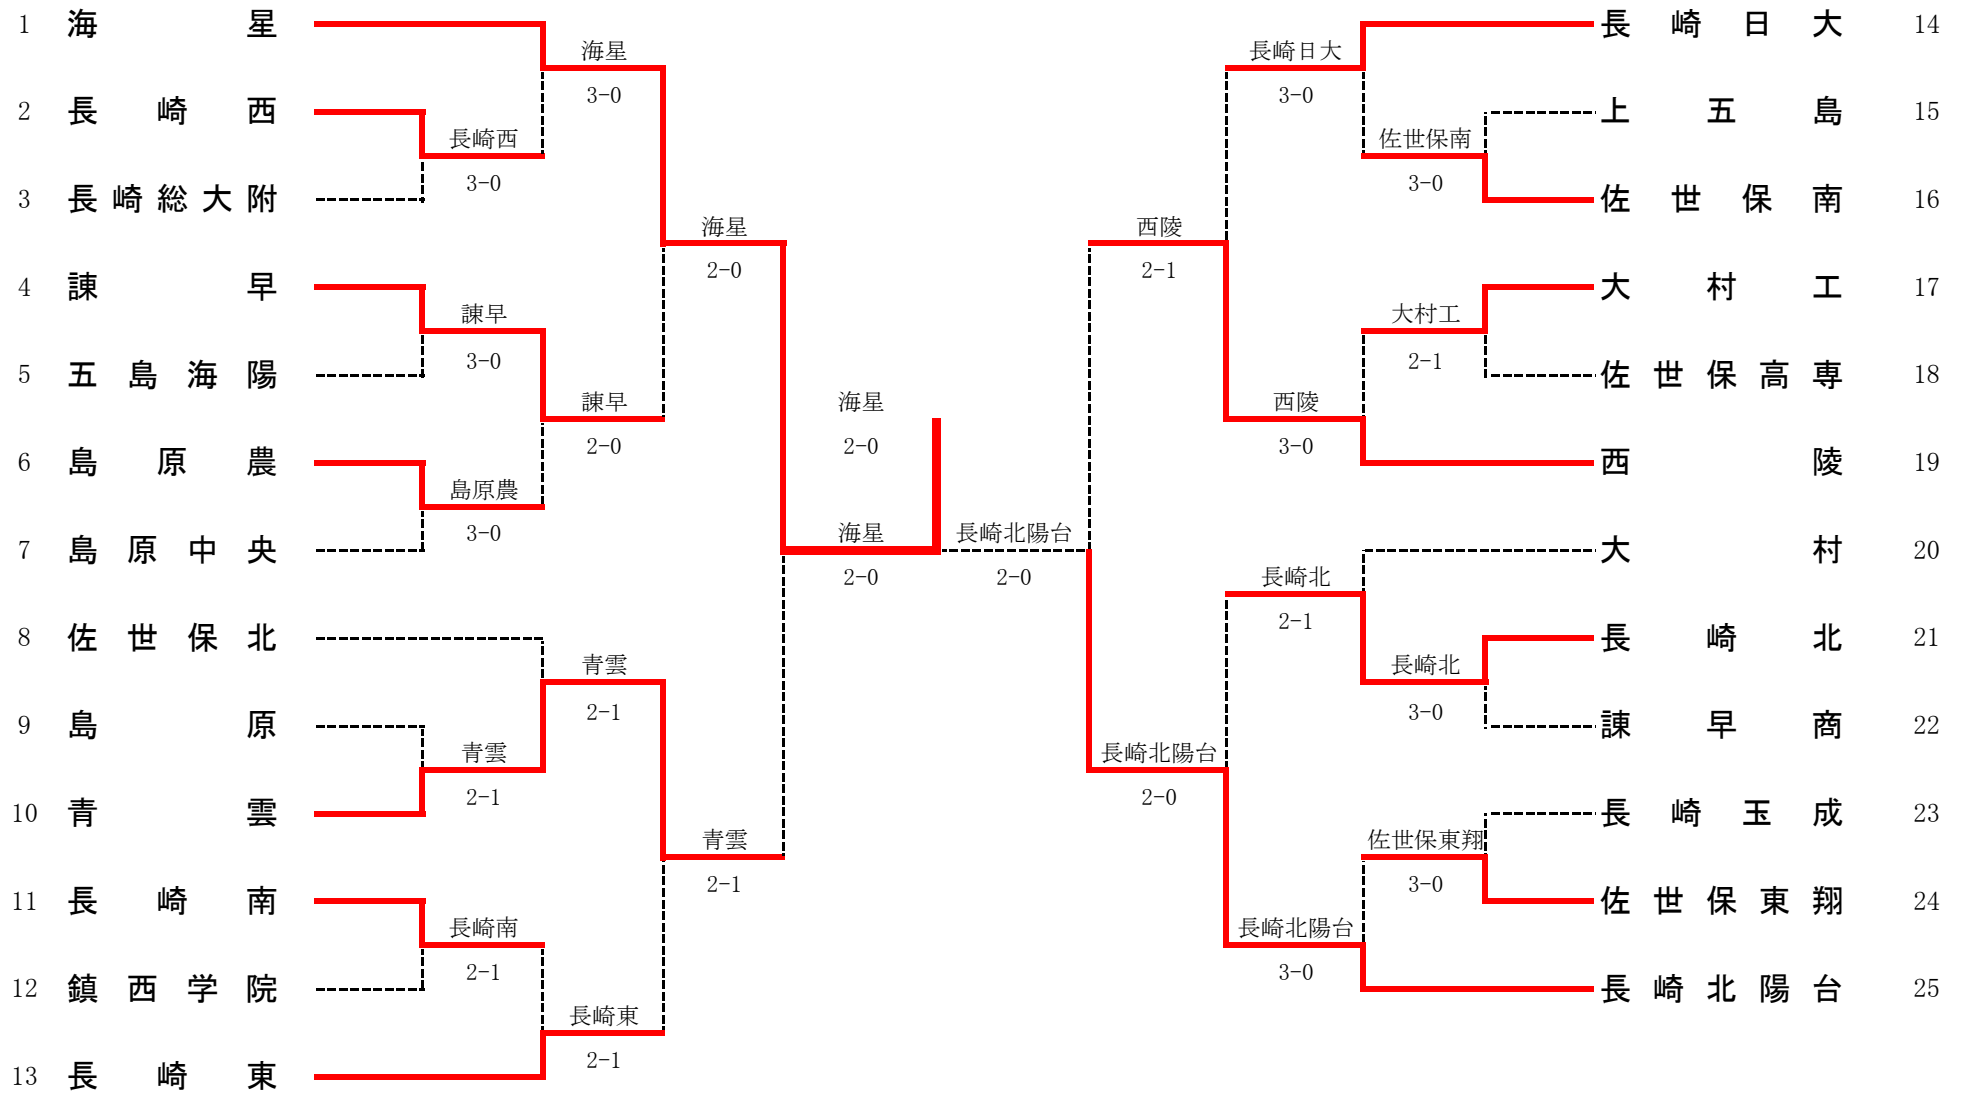 1 海星 海星 長崎日大 長崎日大 14
3-0 3-0
2 長崎西 上五島 15
長崎西 佐世保南
3-0 3-0
3 長崎総大附 佐世保南 16
海星 西陵
2-0 2-1
4 諫早 大村工 17
諫早 大村工
3-0 2-1
5 五島海陽 佐世保高専 18
諫早 海星 西陵
2-0 2-0 3-0
6 島原農 西陵 19
島原農
3-0
海星 長崎北陽台
7 島原中央 大村 20
2-0 2-0
長崎北
2-1
8 佐世保北 長崎北 21
青雲 長崎北
2-1 3-0
9 島原 諫早商 22
青雲 長崎北陽台
2-1 2-0
10 青雲 長崎玉成 23
青雲 佐世保東翔
2-1 3-0
11 長崎南 佐世保東翔 24
長崎南 長崎北陽台
2-1 3-0
12 鎮西学院 長崎北陽台 25
長崎東
2-1
13 長崎東